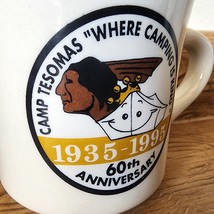 CAMP TESOMAS "WHERE CAMPING
1935-1995
60th
ANNIVERSARY